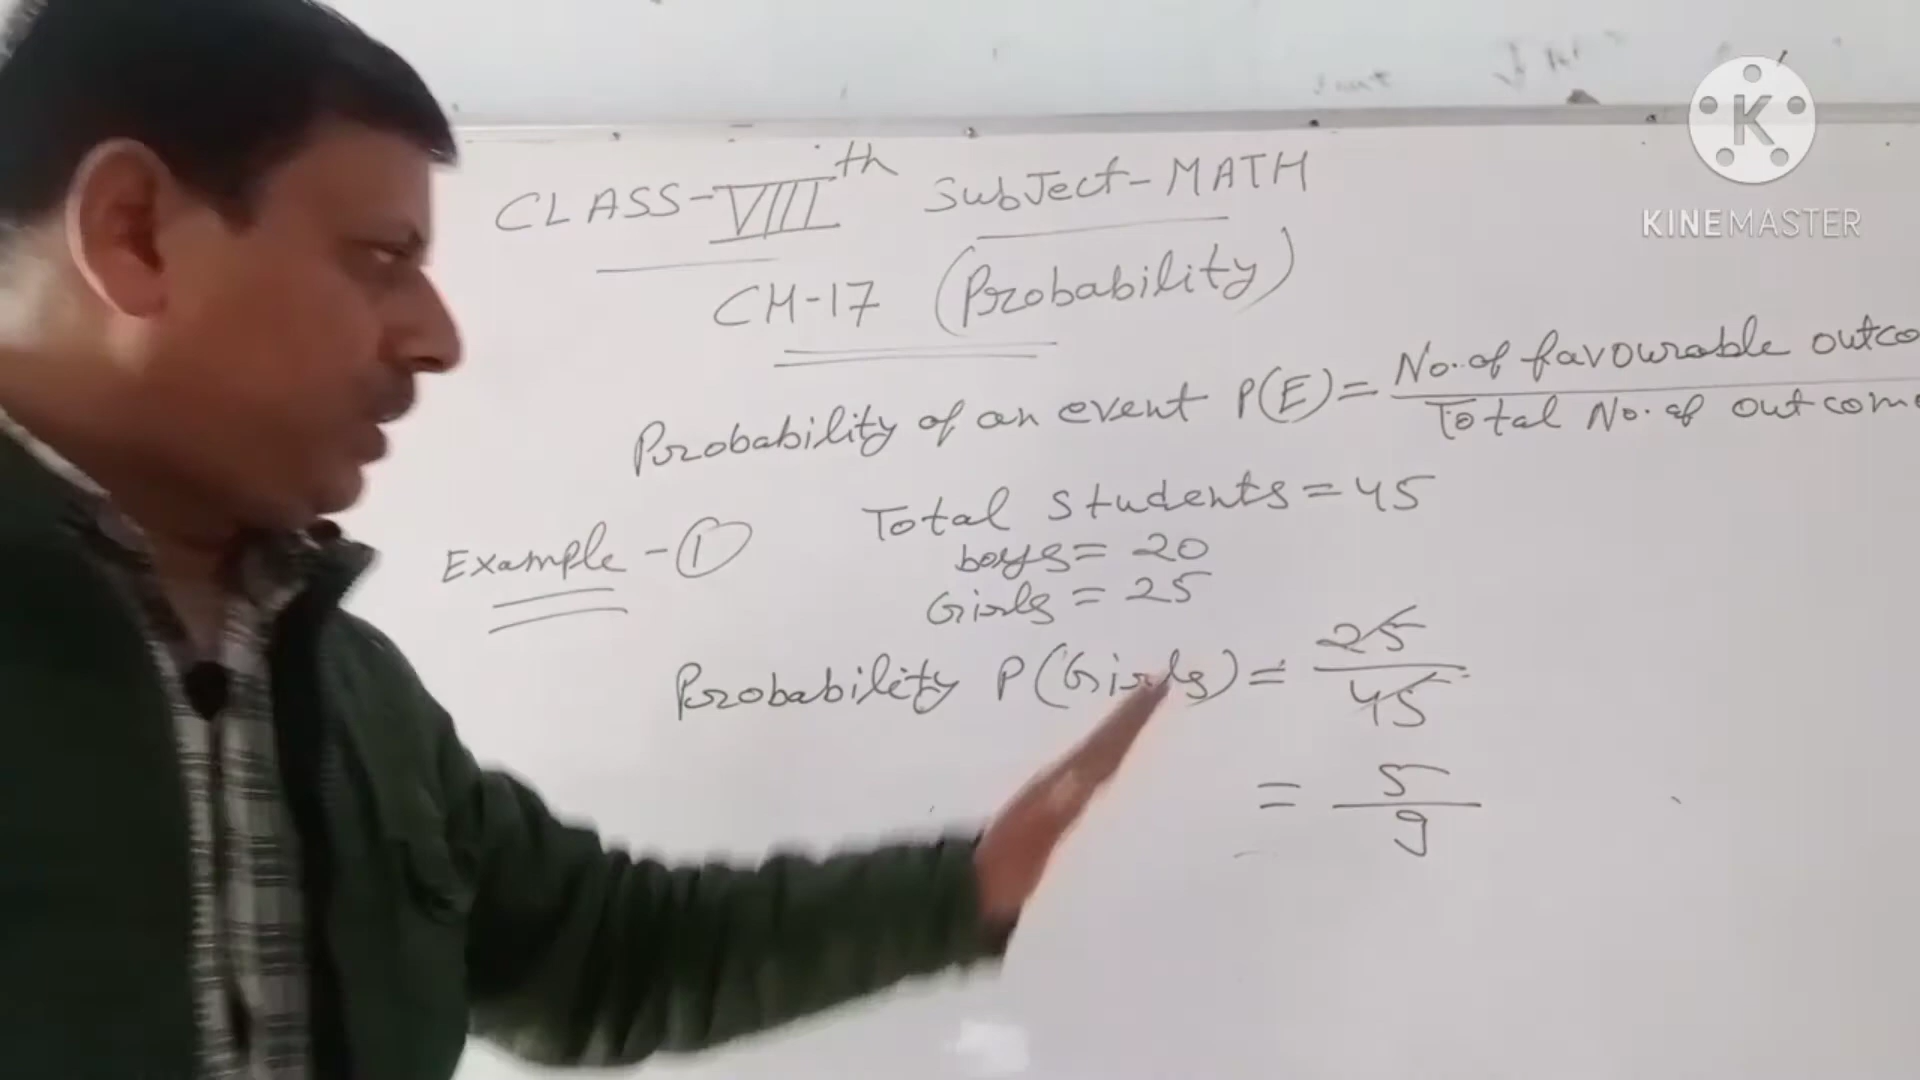 CLASS-VIIIth SubJect-MATH
K
KINEMASTER
CH-17 (Probability)
Probability of an event P(E)= No. of favourable outco
Total No. of outcome
Example-① Total students=45
boys= 20
Girls = 25
Probability P(Girls)= 25
45
= 5
9